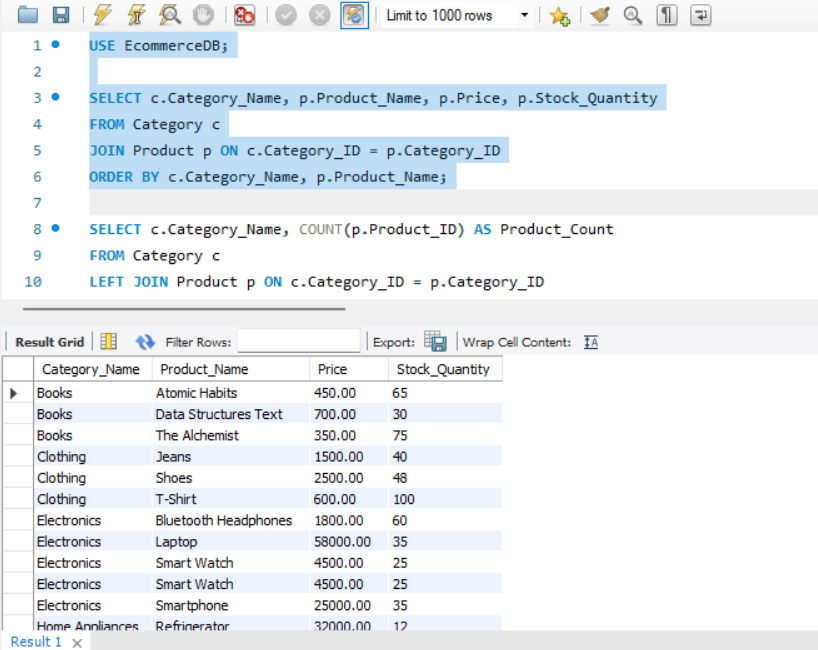 Limit to 1000 rows
1 USE EcommerceDB;
2
3 SELECT c.Category_Name, p.Product_Name, p.Price, p.Stock_Quantity
4 FROM Category c
5 JOIN Product p ON c.Category_ID = p.Category_ID
6 ORDER BY c.Category_Name, p.Product_Name;
7
8 SELECT c.Category_Name, COUNT(p.Product_ID) AS Product_Count
9 FROM Category c
10 LEFT JOIN Product p ON c.Category_ID = p.Category_ID
Result Grid Filter Rows: Export: Wrap Cell Content: IA
Category_Name Product_Name Price Stock_Quantity
Books Atomic Habits 450.00 65
Books Data Structures Text 700.00 30
Books The Alchemist 350.00 75
Clothing Jeans 1500.00 40
Clothing Shoes 2500.00 48
Clothing T-Shirt 600.00 100
Electronics Bluetooth Headphones 1800.00 60
Electronics Laptop 58000.00 35
Electronics Smart Watch 4500.00 25
Electronics Smart Watch 4500.00 25
Electronics Smartphone 25000.00 35
Home Appliances Refrigerator 32000.00 12
Result 1